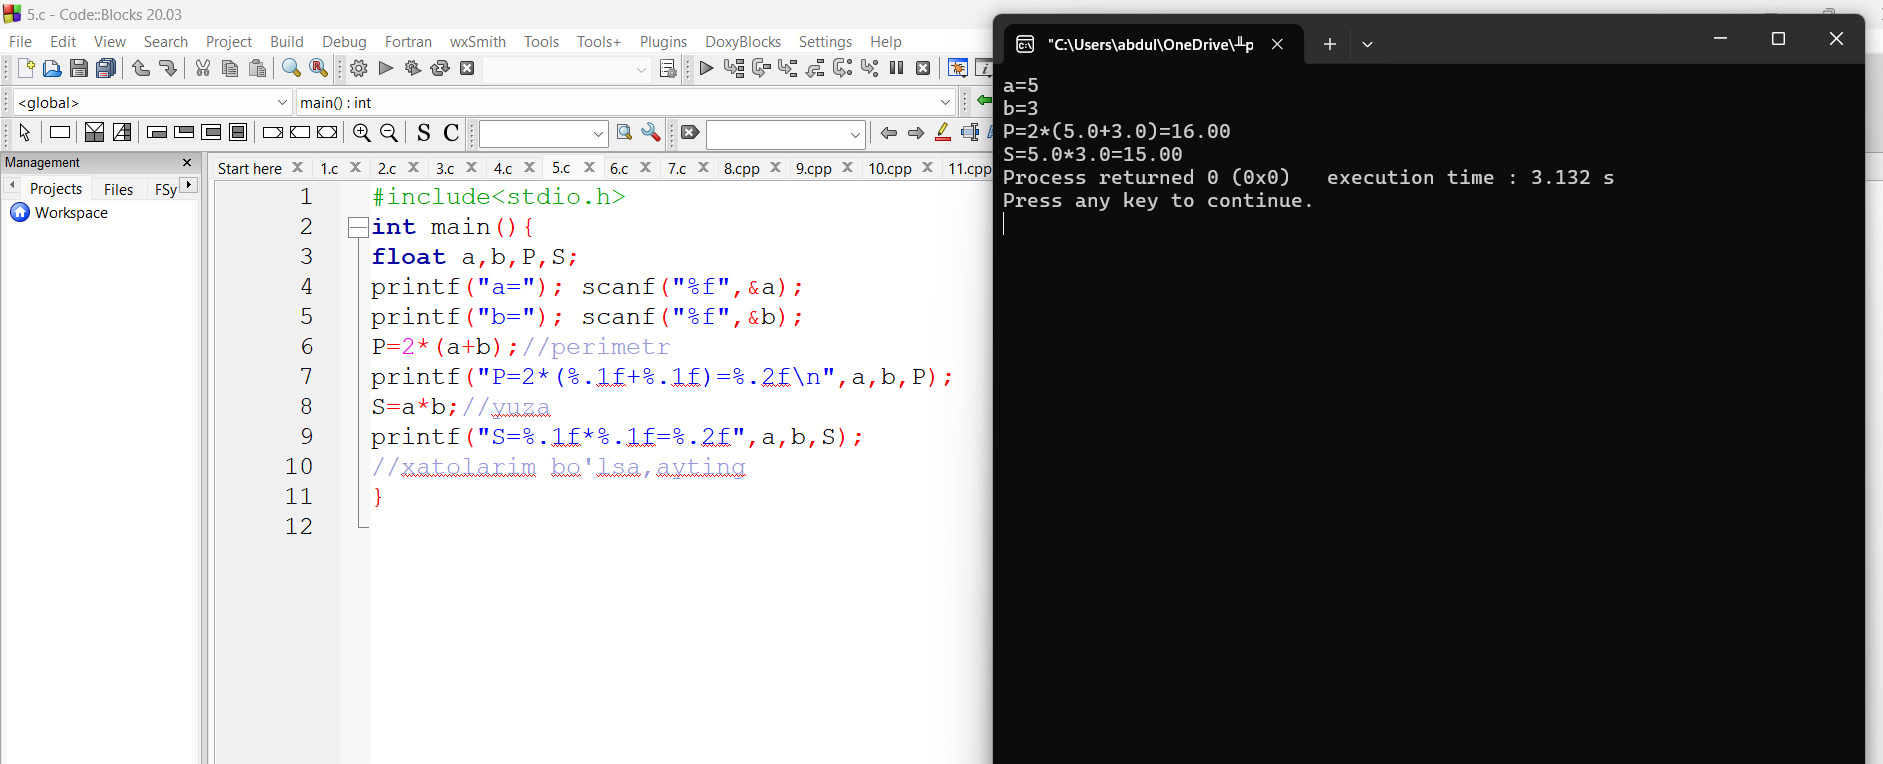 5.c - Code::Blocks 20.03
File Edit View Search Project Build Debug Fortran wxSmith Tools Tools+ Plugins DoxyBlocks Settings Help
<global> main() : int
S C
Management
Start here 1.c 2.c 3.c 4.c 5.c 6.c 7.c 8.cpp 9.cpp 10.cpp 11.cpp
Projects Files FSy
Workspace
1 #include<stdio.h>
2 int main(){
3 float a,b,P,S;
4 printf("a="); scanf("%f",&a);
5 printf("b="); scanf("%f",&b);
6 P=2*(a+b);//perimetr
7 printf("P=2*(%.1f+%.1f)=%.2f\n",a,b,P);
8 S=a*b;//yuza
9 printf("S=%.1f*%.1f=%.2f",a,b,S);
10 //xatolarim bo'lsa,ayting
11 }
12
"C:\Users\abdul\OneDrive\╨p
a=5
b=3
P=2*(5.0+3.0)=16.00
S=5.0*3.0=15.00
Process returned 0 (0x0) execution time : 3.132 s
Press any key to continue.